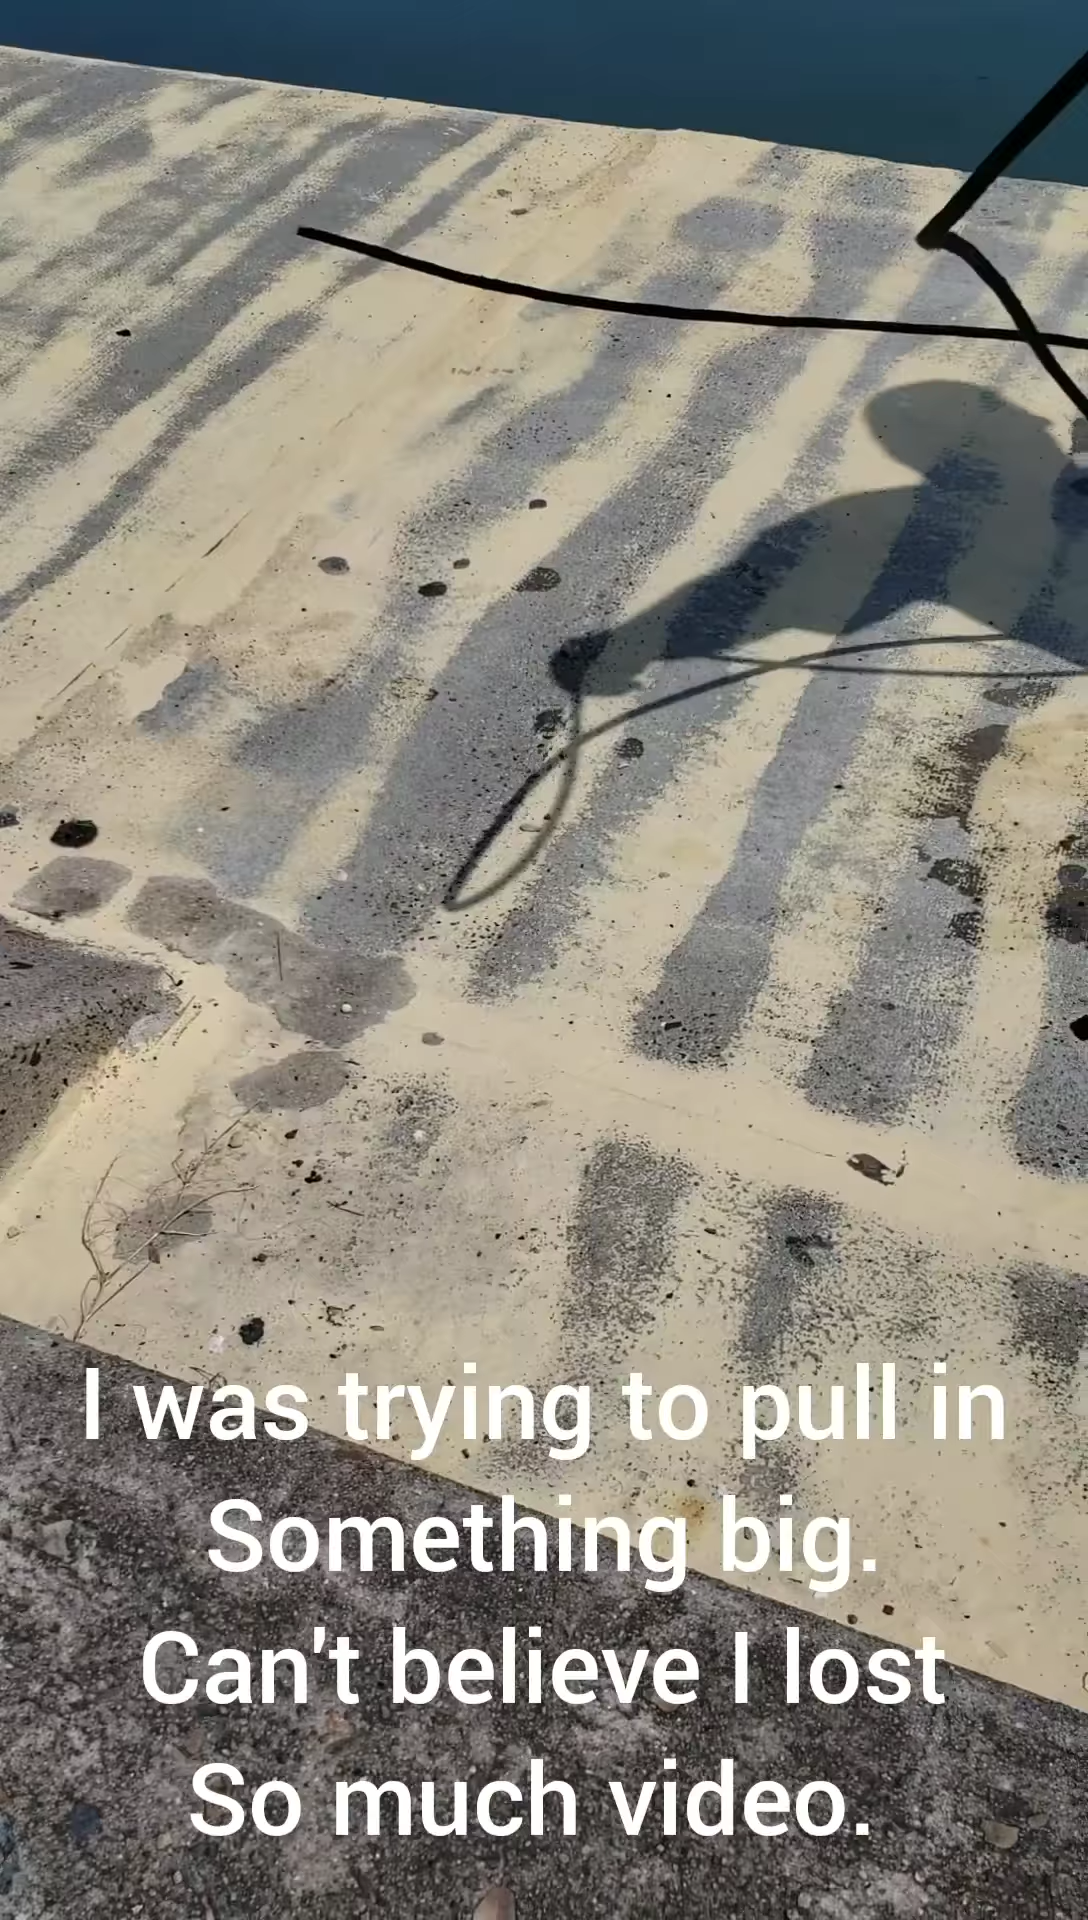 I was trying to pull in
Something big.
Can't believe I lost
So much video.